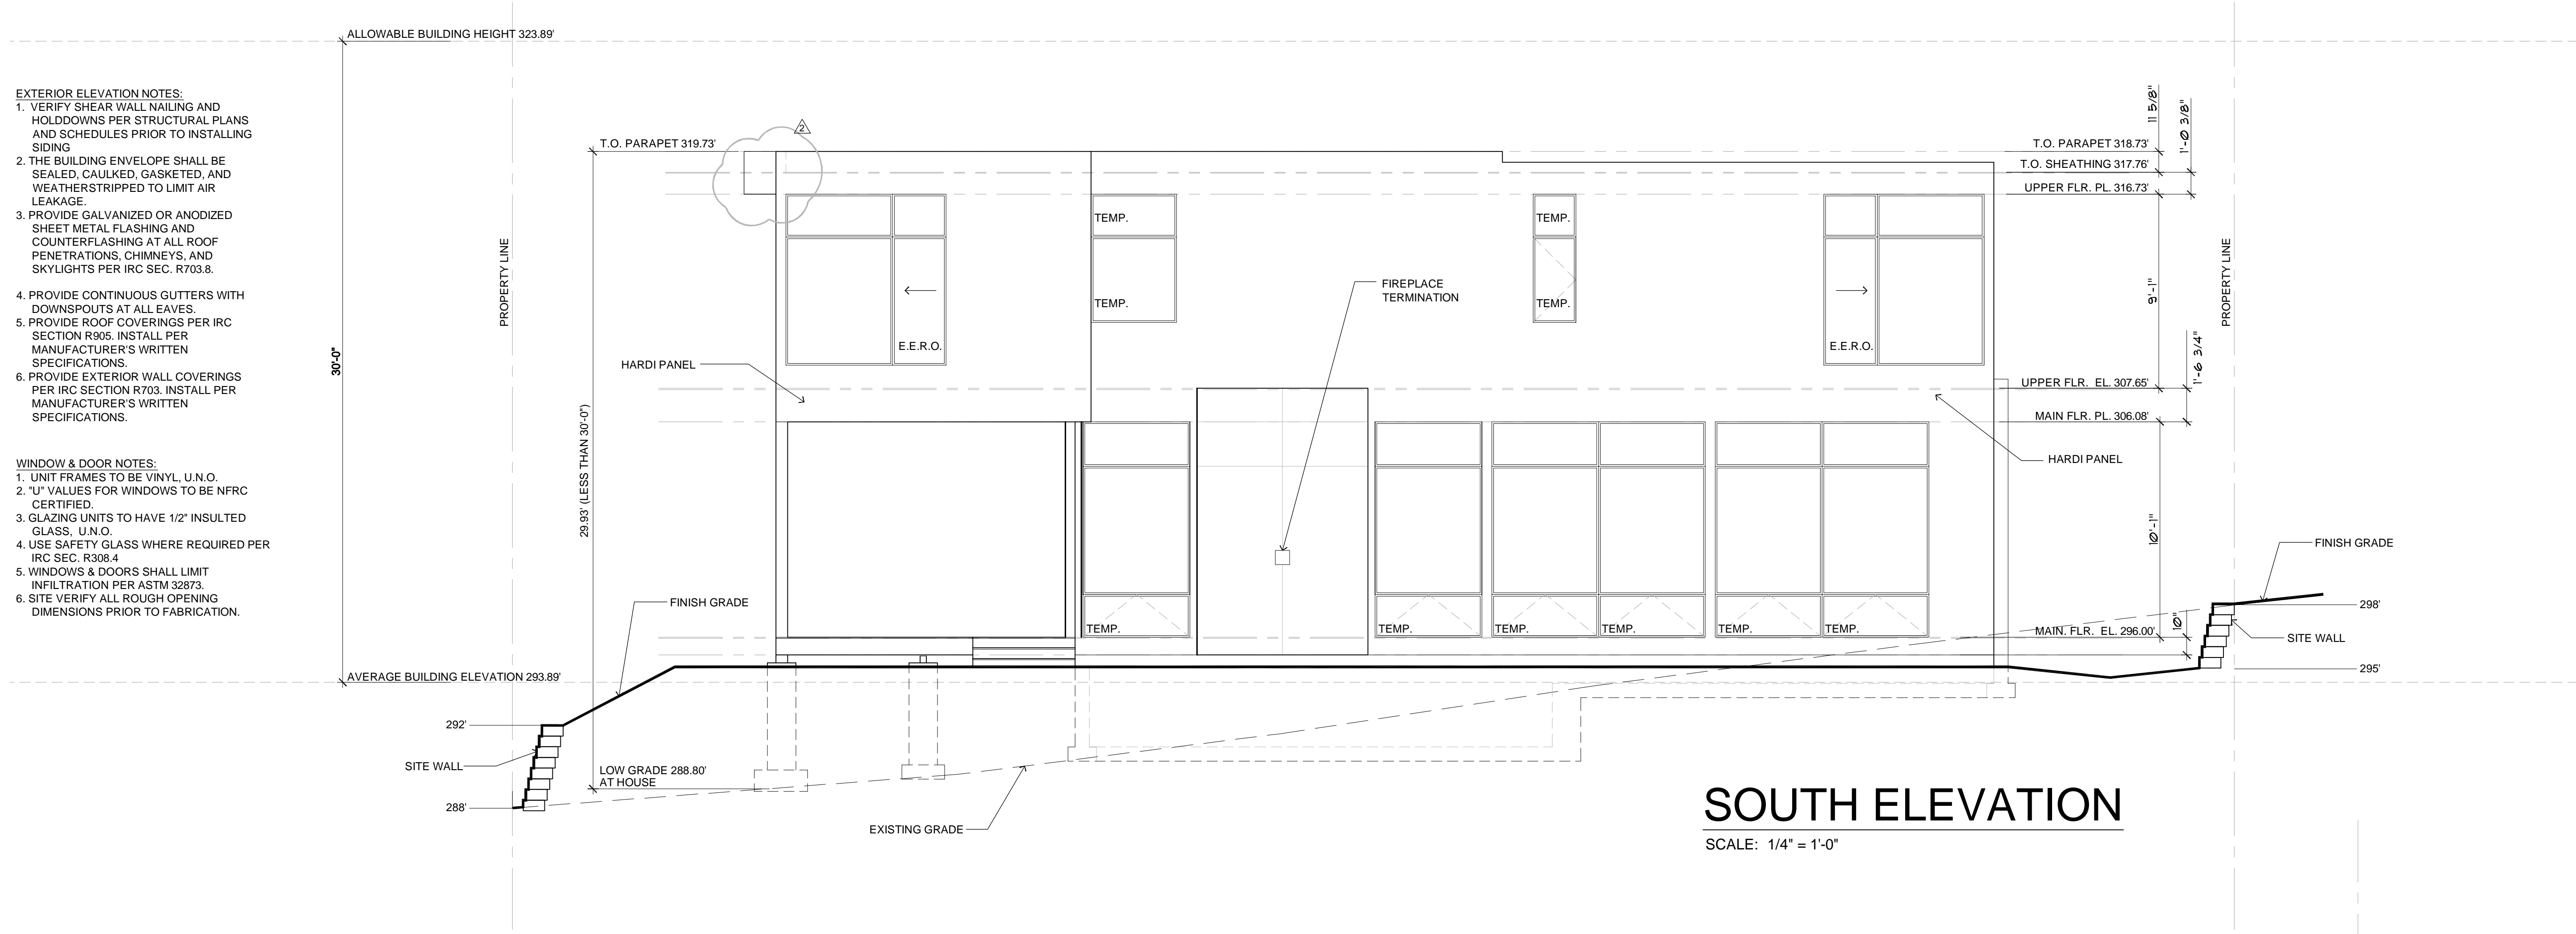 ALLOWABLE BUILDING HEIGHT 323.89'
EXTERIOR ELEVATION NOTES:
1. VERIFY SHEAR WALL NAILING AND
HOLDDOWNS PER STRUCTURAL PLANS
AND SCHEDULES PRIOR TO INSTALLING
SIDING
2. THE BUILDING ENVELOPE SHALL BE
SEALED, CAULKED, GASKETED, AND
WEATHERSTRIPPED TO LIMIT AIR
LEAKAGE.
3. PROVIDE GALVANIZED OR ANODIZED
SHEET METAL FLASHING AND
COUNTERFLASHING AT ALL ROOF
PENETRATIONS, CHIMNEYS, AND
SKYLIGHTS PER IRC SEC. R703.8.
4. PROVIDE CONTINUOUS GUTTERS WITH
DOWNSPOUTS AT ALL EAVES.
5. PROVIDE ROOF COVERINGS PER IRC
SECTION R905. INSTALL PER
MANUFACTURER'S WRITTEN
SPECIFICATIONS.
6. PROVIDE EXTERIOR WALL COVERINGS
PER IRC SECTION R703. INSTALL PER
MANUFACTURER'S WRITTEN
SPECIFICATIONS.
WINDOW & DOOR NOTES:
1. UNIT FRAMES TO BE VINYL, U.N.O.
2. "U" VALUES FOR WINDOWS TO BE NFRC
CERTIFIED.
3. GLAZING UNITS TO HAVE 1/2" INSULTED
GLASS, U.N.O.
4. USE SAFETY GLASS WHERE REQUIRED PER
IRC SEC. R308.4
5. WINDOWS & DOORS SHALL LIMIT
INFILTRATION PER ASTM 32873.
6. SITE VERIFY ALL ROUGH OPENING
DIMENSIONS PRIOR TO FABRICATION.
30'-0"
AVERAGE BUILDING ELEVATION 293.89'
PROPERTY LINE
292'
SITE WALL
288'
T.O. PARAPET 319.73'
29.93' (LESS THAN 30'-0")
LOW GRADE 288.80'
AT HOUSE
FINISH GRADE
HARDI PANEL
2
E.E.R.O.
TEMP.
TEMP.
TEMP.
TEMP.
E.E.R.O.
FIREPLACE
TERMINATION
TEMP.
TEMP.
TEMP.
TEMP.
TEMP.
TEMP.
EXISTING GRADE
T.O. PARAPET 318.73'
T.O. SHEATHING 317.76'
UPPER FLR. PL. 316.73'
UPPER FLR. EL. 307.65'
MAIN FLR. PL. 306.08'
HARDI PANEL
MAIN. FLR. EL. 296.00'
11 5/8"
1'-0 3/8"
9'-1"
1'-6 3/4"
10'-1"
10"
PROPERTY LINE
FINISH GRADE
298'
SITE WALL
295'
SOUTH ELEVATION
SCALE: 1/4" = 1'-0"